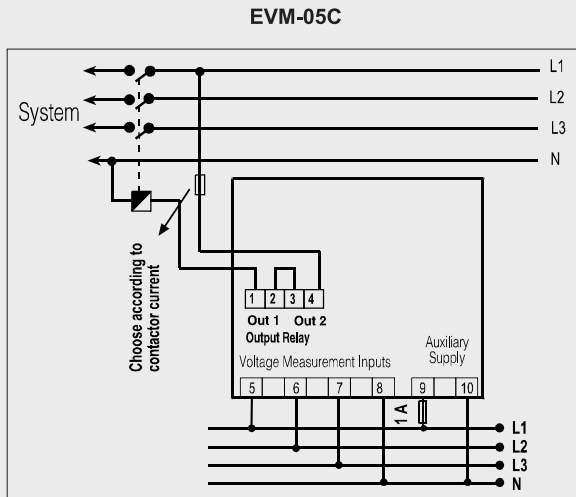 EVM-05C
L1
L2
System
L3
N
Choose according to
contactor current
1 2 3 4
Out 1 Out 2
Output Relay
Auxiliary
Supply
Voltage Measurement Inputs
5 6 7 8 9 10
1 A
L1
L2
L3
N